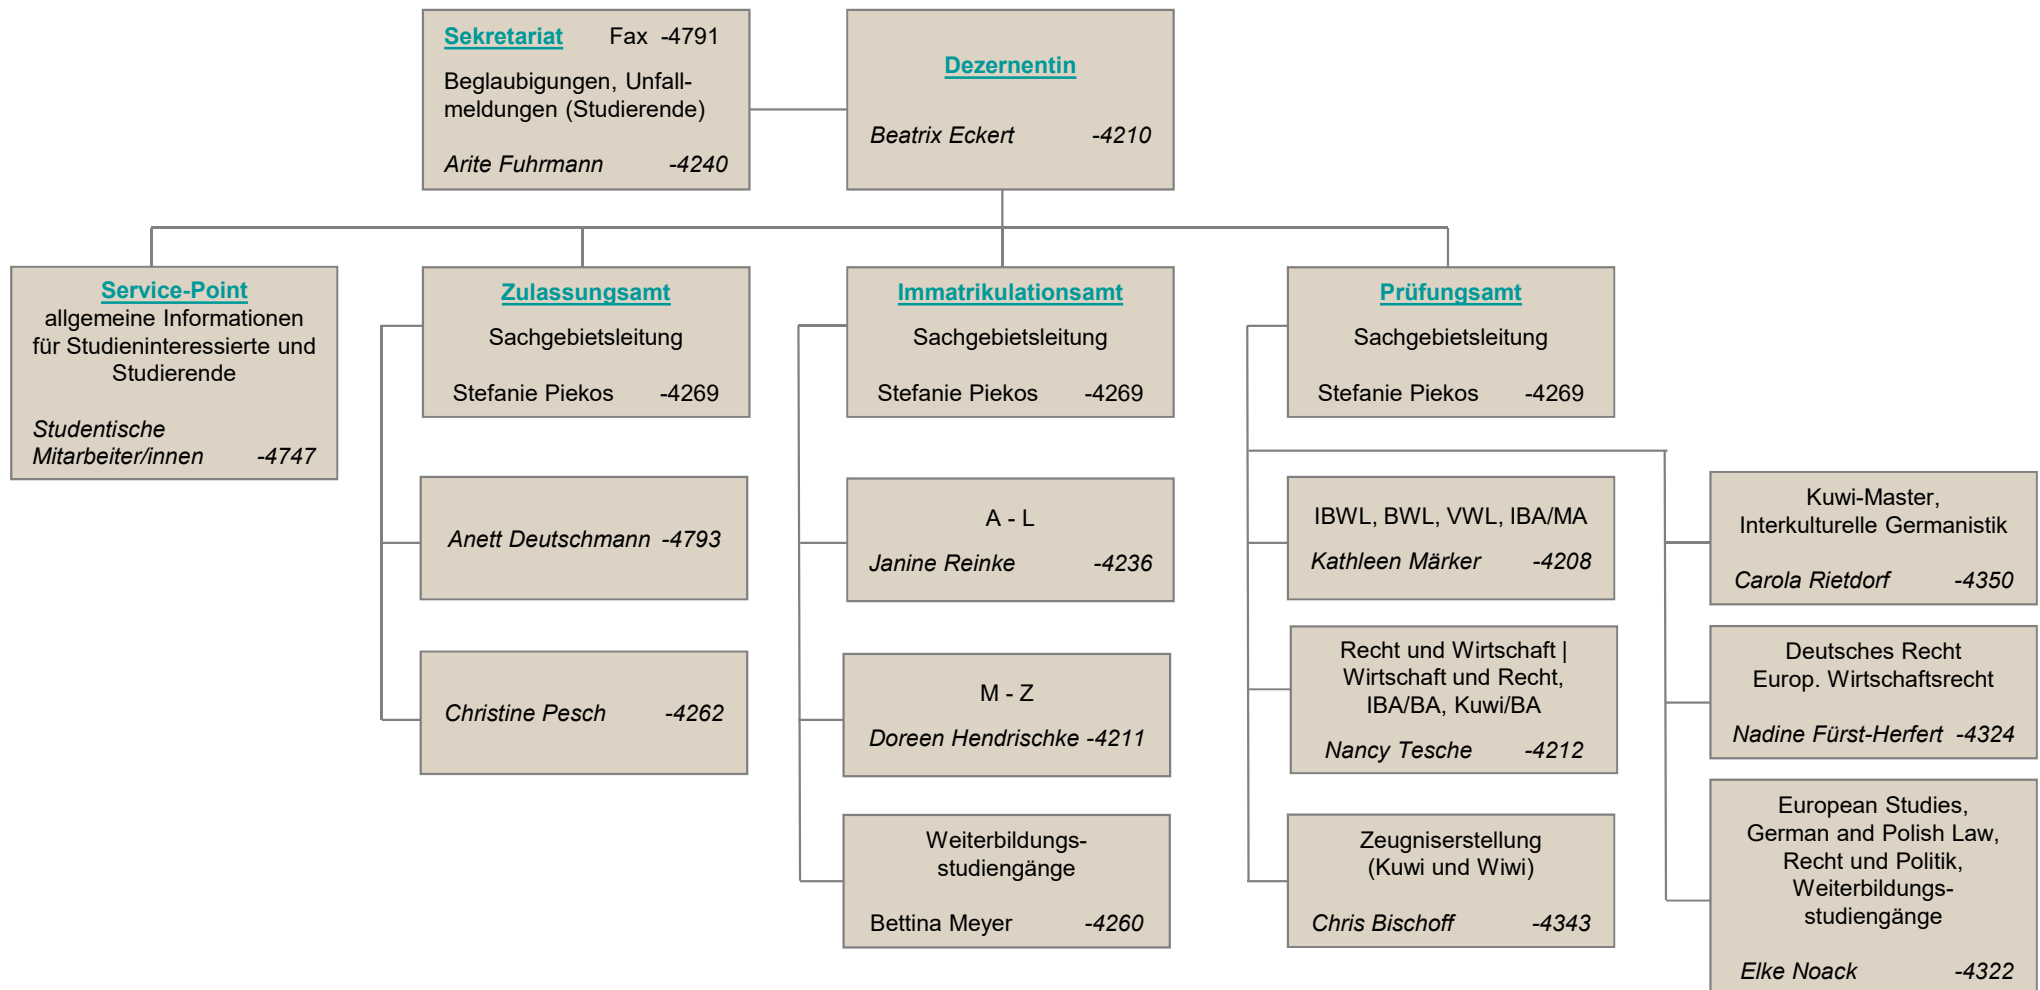 Sekretariat Fax -4791
Beglaubigungen, Unfall-
meldungen (Studierende)
Arite Fuhrmann -4240
Dezernentin
Beatrix Eckert -4210
Service-Point
allgemeine Informationen
für Studieninteressierte und
Studierende
Studentische
Mitarbeiter/innen -4747
Zulassungsamt
Sachgebietsleitung
Stefanie Piekos -4269
Anett Deutschmann -4793
Christine Pesch -4262
Immatrikulationsamt
Sachgebietsleitung
Stefanie Piekos -4269
A - L
Janine Reinke -4236
M - Z
Doreen Hendrischke -4211
Weiterbildungs-
studiengänge
Bettina Meyer -4260
Prüfungsamt
Sachgebietsleitung
Stefanie Piekos -4269
IBWL, BWL, VWL, IBA/MA
Kathleen Märker -4208
Recht und Wirtschaft |
Wirtschaft und Recht,
IBA/BA, Kuwi/BA
Nancy Tesche -4212
Zeugniserstellung
(Kuwi und Wiwi)
Chris Bischoff -4343
Kuwi-Master,
Interkulturelle Germanistik
Carola Rietdorf -4350
Deutsches Recht
Europ. Wirtschaftsrecht
Nadine Fürst-Herfert -4324
European Studies,
German and Polish Law,
Recht und Politik,
Weiterbildungs-
studiengänge
Elke Noack -4322